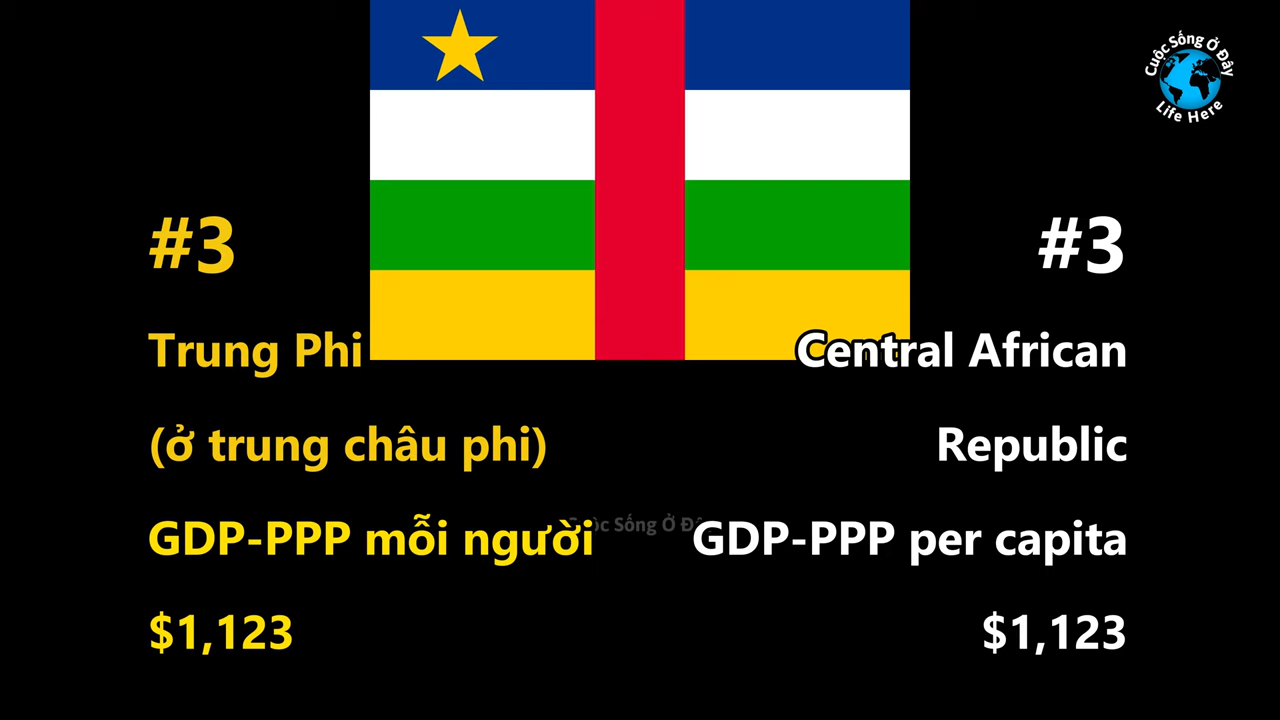 Cuộc Sống Ở Đây
Life Here
#3
Trung Phi
(ở trung châu phi)
GDP-PPP mỗi người
$1,123
#3
Central African
Republic
GDP-PPP per capita
$1,123
Sống Ở